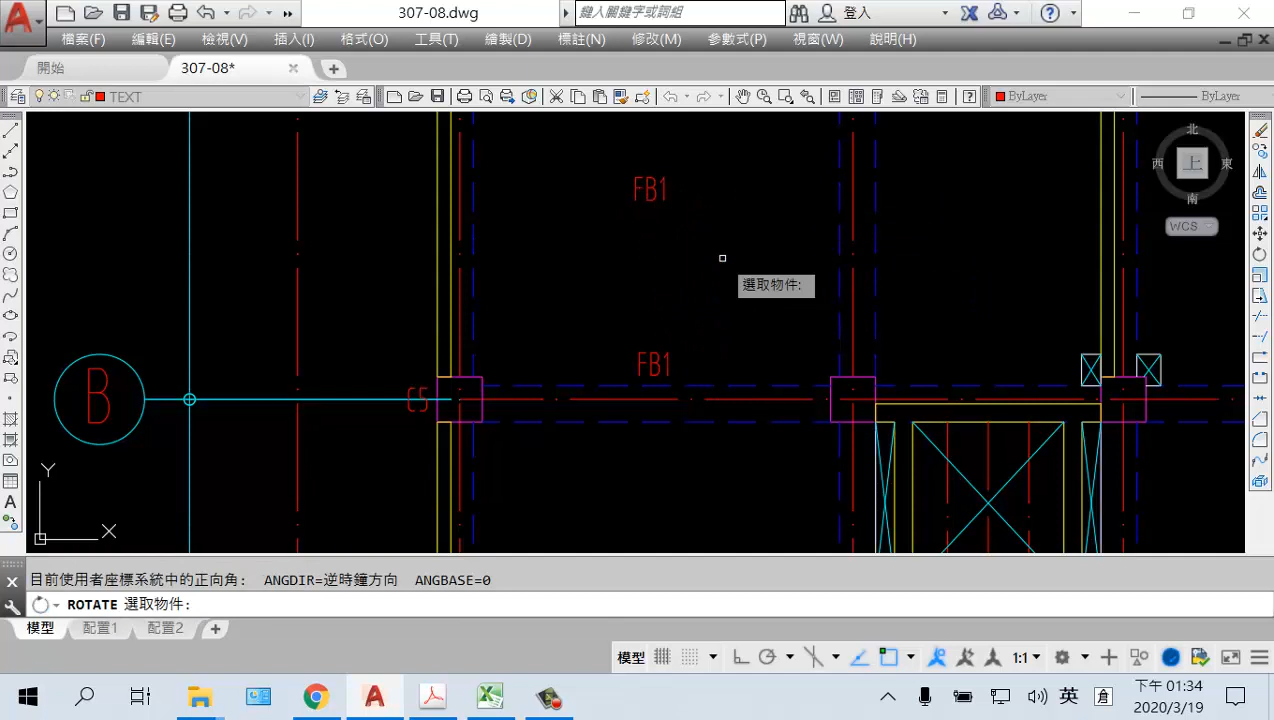 307-08.dwg
鍵入關鍵字或詞組
登入
檔案(F) 編輯(E) 檢視(V) 插入(I) 格式(O) 工具(T) 繪製(D) 標註(N) 修改(M) 參數式(P) 視窗(W) 說明(H)
開始 307-08*
TEXT ByLayer ByLayer
北
西 上 東
南
WCS
FB1
選取物件:
FB1
B C5
Y
X
目前使用者座標系統中的正向角: ANGDIR=逆時鐘方向 ANGBASE=0
ROTATE 選取物件:
模型 配置1 配置2
模型 1:1
英 倉 下午 01:34
2020/3/19